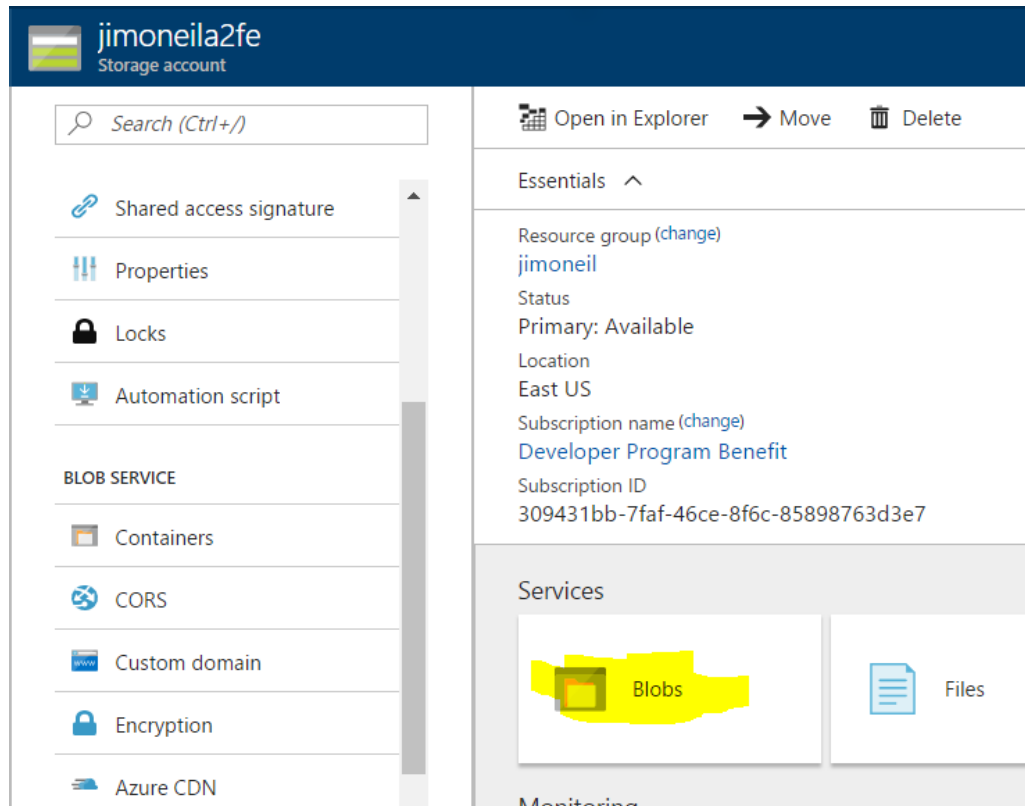 jimoneila2fe
Storage account
Search (Ctrl+/)
Shared access signature
Properties
Locks
Automation script
BLOB SERVICE
Containers
CORS
www
Custom domain
Encryption
Azure CDN
Open in Explorer Move Delete
Essentials
Resource group (change)
jimoneil
Status
Primary: Available
Location
East US
Subscription name (change)
Developer Program Benefit
Subscription ID
309431bb-7faf-46ce-8f6c-85898763d3e7
Services
Blobs
Files
Monitoring